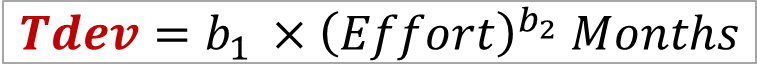 Tdev = b₁ × (Effort)^b₂ Months